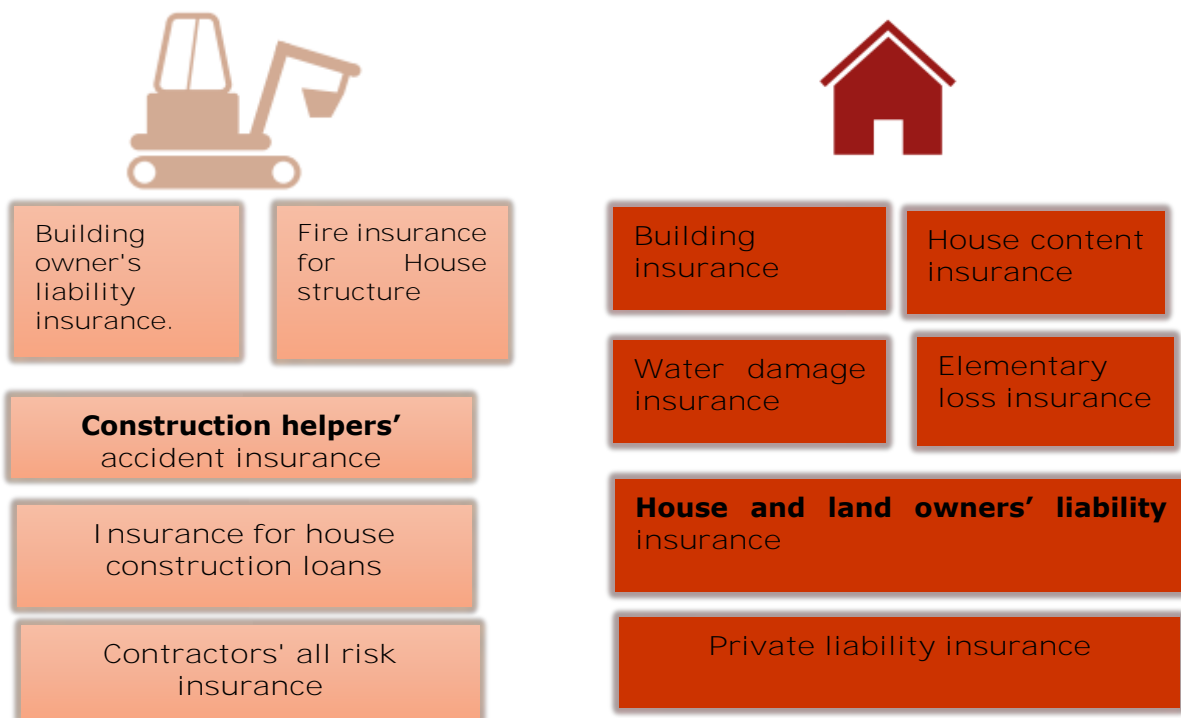 Building
owner's
liability
insurance.
Fire insurance
for House
structure
Construction helpers’
accident insurance
Insurance for house
construction loans
Contractors' all risk
insurance
Building
insurance
House content
insurance
Water damage
insurance
Elementary
loss insurance
House and land owners’ liability
insurance
Private liability insurance